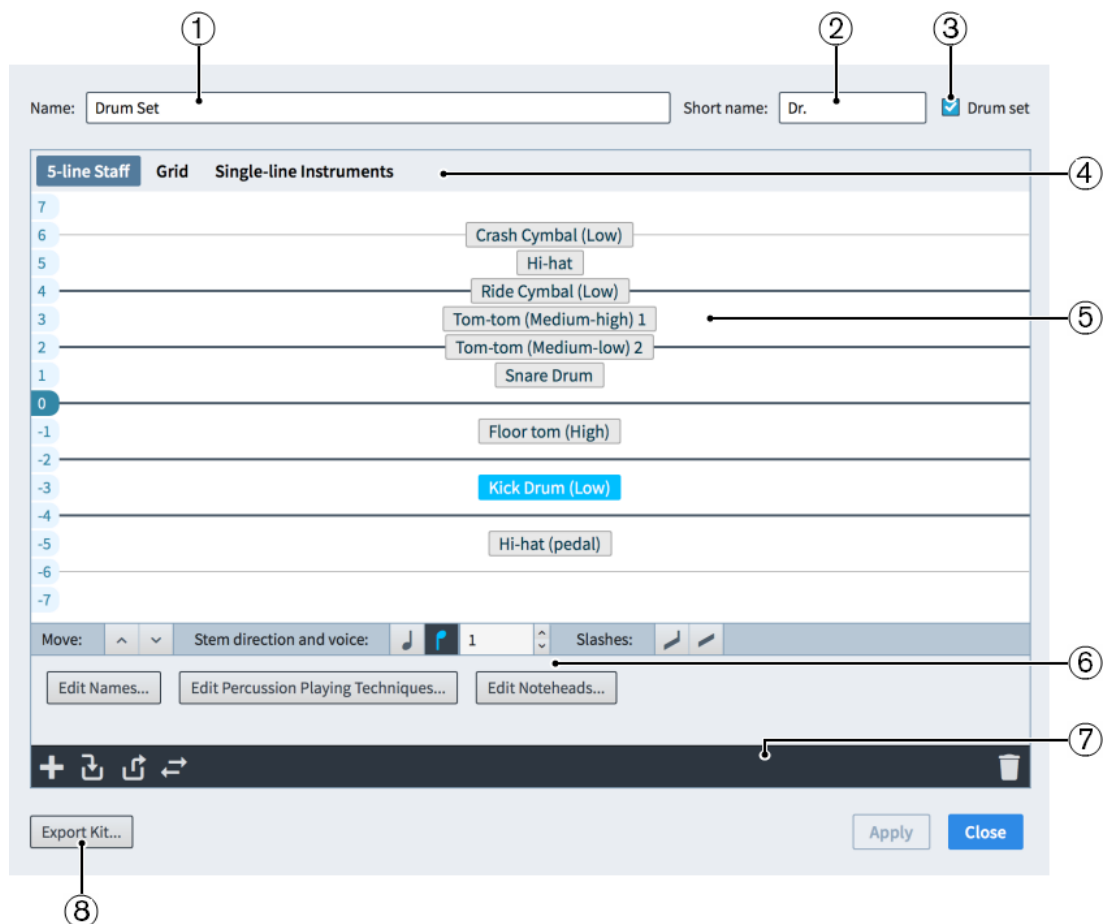 ① ② ③
Name: Drum Set Short name: Dr. Drum set
5-line Staff Grid Single-line Instruments ④
7
6 Crash Cymbal (Low)
5 Hi-hat
4 Ride Cymbal (Low)
3 Tom-tom (Medium-high) 1 ⑤
2 Tom-tom (Medium-low) 2
1 Snare Drum
0
-1 Floor tom (High)
-2
-3 Kick Drum (Low)
-4
-5 Hi-hat (pedal)
-6
-7
Move: Stem direction and voice: 1 Slashes:
⑥
Edit Names... Edit Percussion Playing Techniques... Edit Noteheads...
⑦
Export Kit... Apply Close
⑧